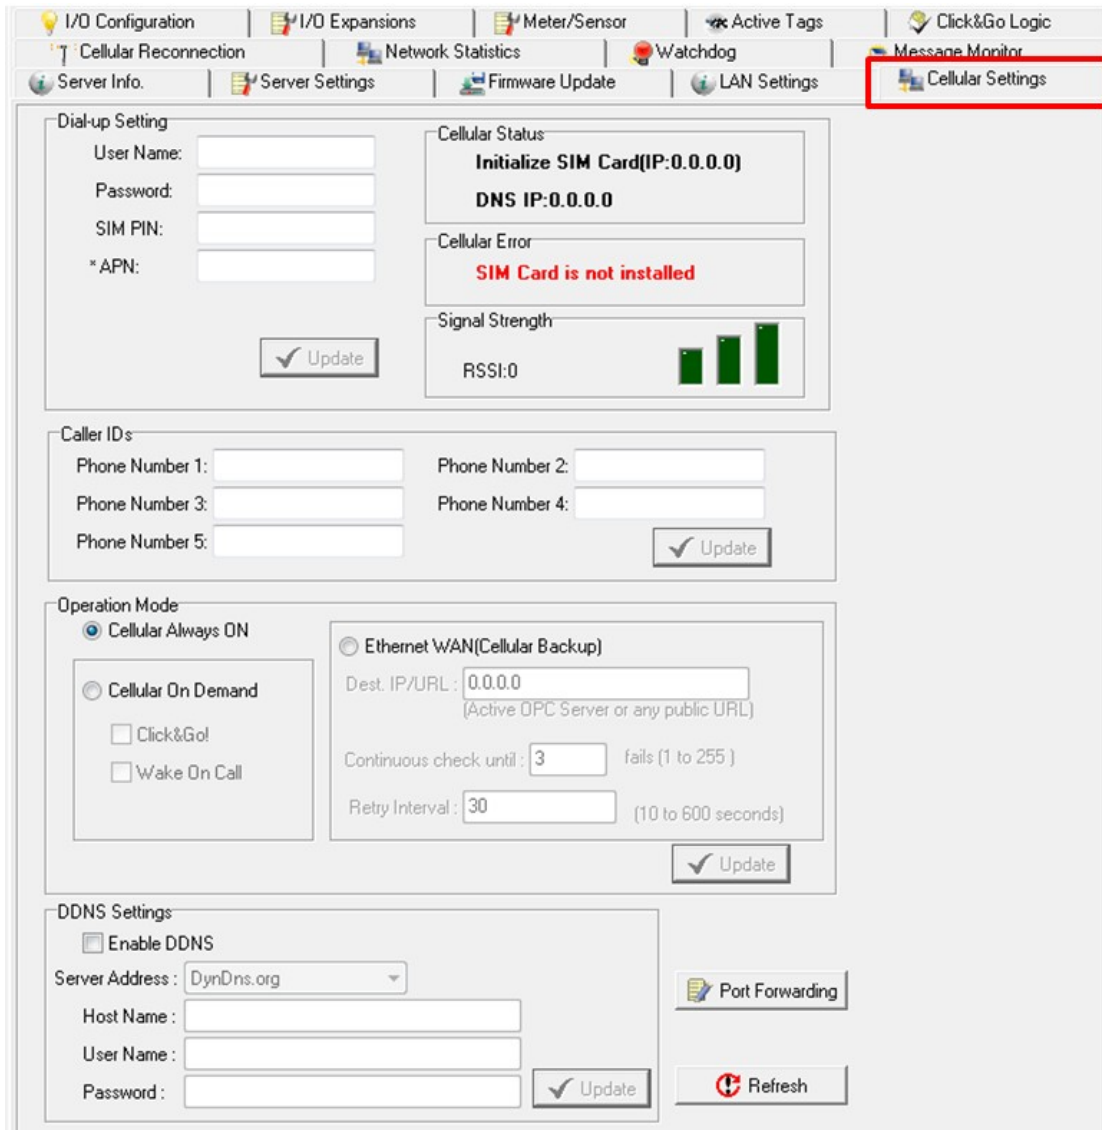 I/O Configuration
I/O Expansions
Meter/Sensor
Active Tags
Click&Go Logic
Cellular Reconnection
Network Statistics
Watchdog
Message Monitor
Server Info.
Server Settings
Firmware Update
LAN Settings
Cellular Settings
Dial-up Setting
User Name:
Password:
SIM PIN:
* APN:
Update
Cellular Status
Initialize SIM Card(IP:0.0.0.0)
DNS IP:0.0.0.0
Cellular Error
SIM Card is not installed
Signal Strength
RSSI:0
Caller IDs
Phone Number 1:
Phone Number 2:
Phone Number 3:
Phone Number 4:
Phone Number 5:
Update
Operation Mode
Cellular Always ON
Cellular On Demand
Click&Go!
Wake On Call
Ethernet WAN(Cellular Backup)
Dest. IP/URL : 0.0.0.0
(Active OPC Server or any public URL)
Continuous check until : 3 fails (1 to 255 )
Retry Interval : 30 (10 to 600 seconds)
Update
DDNS Settings
Enable DDNS
Server Address : DynDns.org
Host Name :
User Name :
Password :
Update
Port Forwarding
Refresh